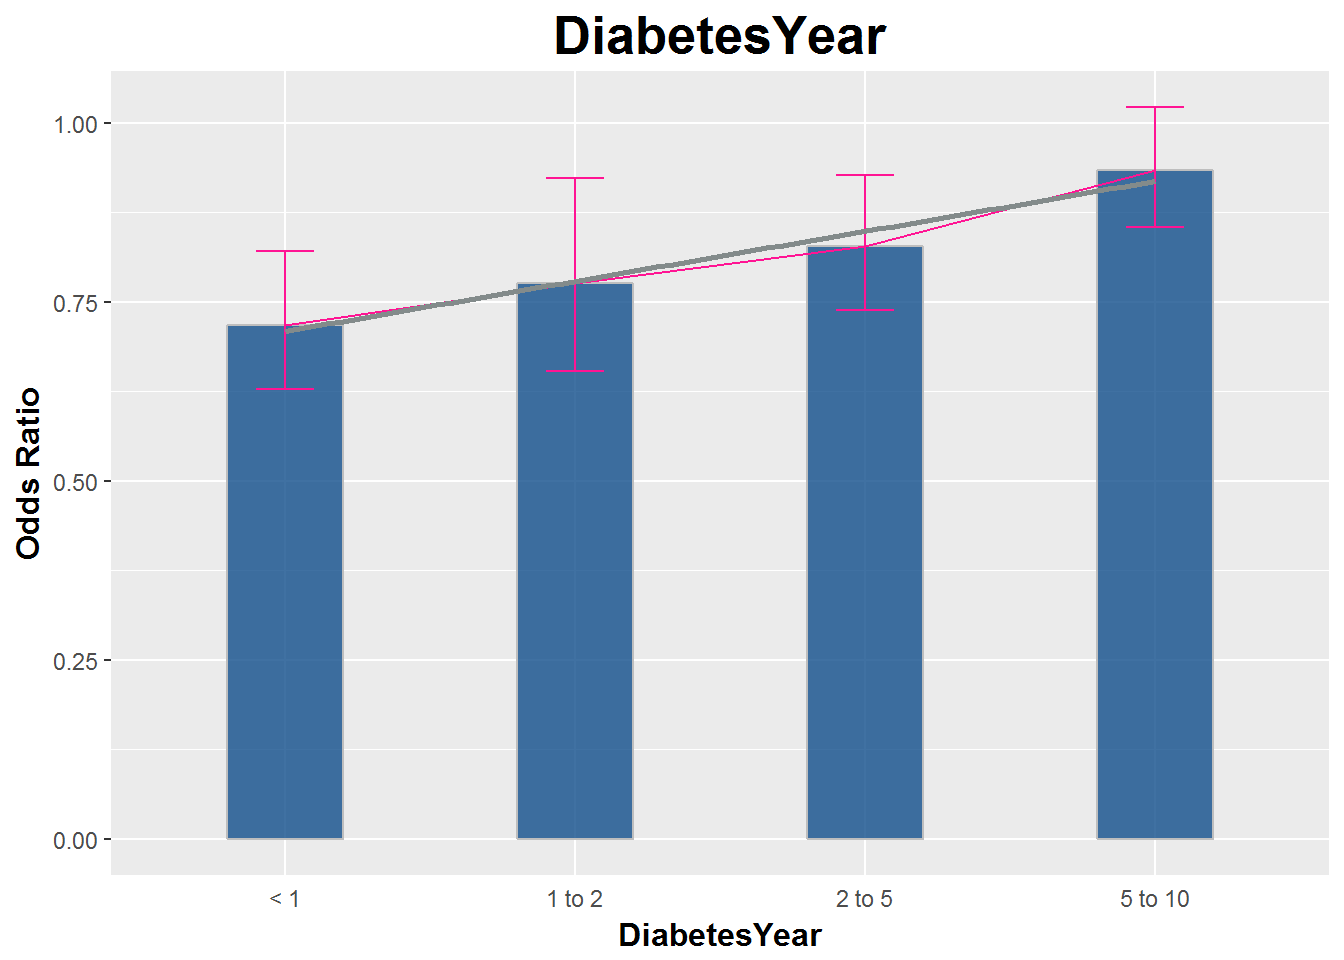 DiabetesYear
Odds Ratio
1.00
0.75
0.50
0.25
0.00
< 1
1 to 2
2 to 5
5 to 10
DiabetesYear